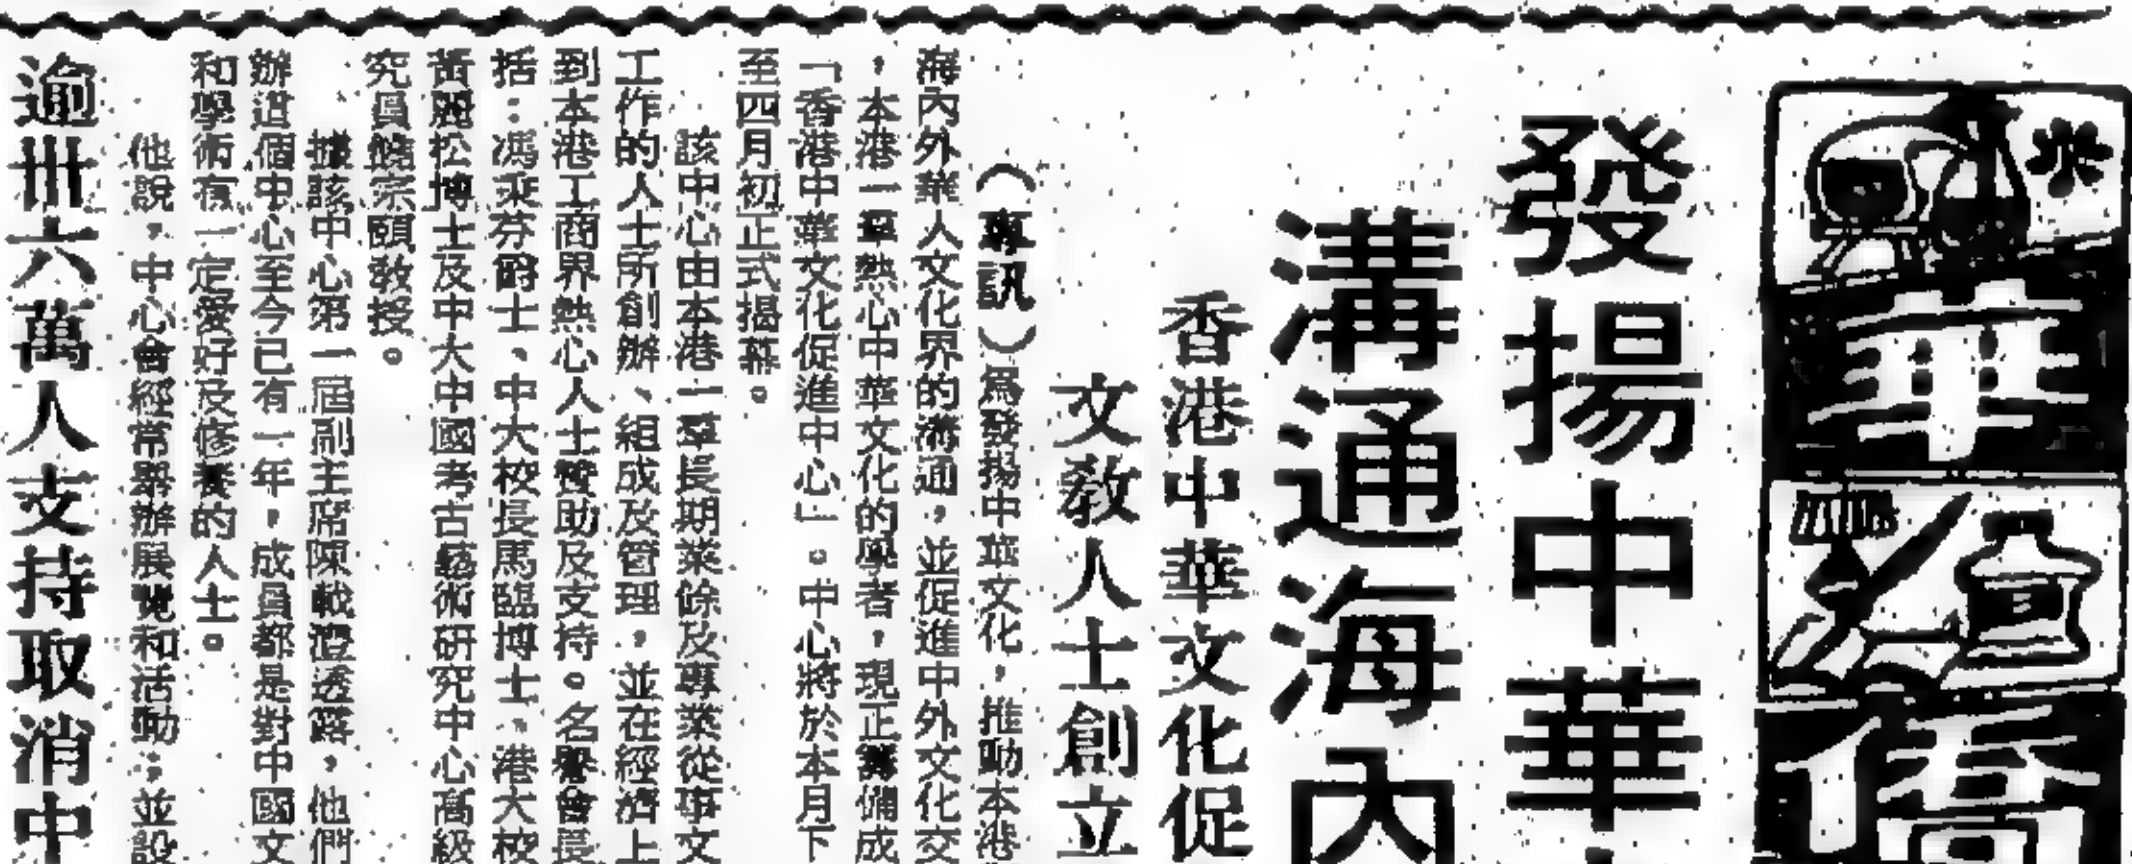 華僑
發揚中華
溝通海內
香港中華文化促
文教人士創立
（專訊）為發揚中華文化，推動本港
海內外華人文化界的溝通，並促進中外文化交
，本港一羣熱心中華文化的學者，現正籌備成
「香港中華文化促進中心」。中心將於本月下
至四月初正式揭幕。
該中心由本港一羣長期業餘及專業從事文
工作的人士所創辦、組成及管理，並在經濟上
到本港工商界熱心人士贊助及支持。名譽會長
括：馮秉芬爵士、中大校長馬臨博士、港大校
黃麗松博士及中大中國考古藝術研究中心高級
究員饒宗頤教授。
據該中心第一屆副主席陳載澧透露，他們
辦這個中心至今已有一年，成員都是對中國文
和學術有一定愛好及修養的人士。
他說，中心會經常舉辦展覽和活動；並設
逾卅六萬人支持取消中